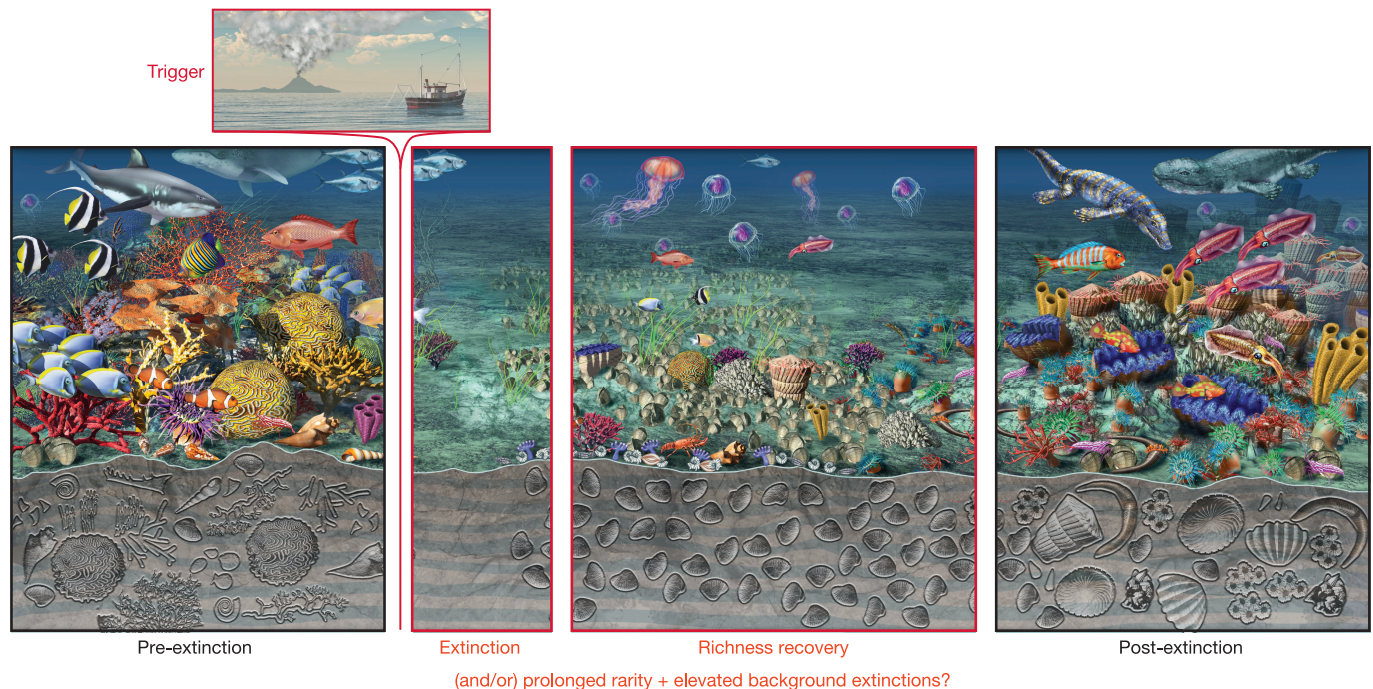 Trigger
Pre-extinction
Extinction
Richness recovery
Post-extinction
(and/or) prolonged rarity + elevated background extinctions?